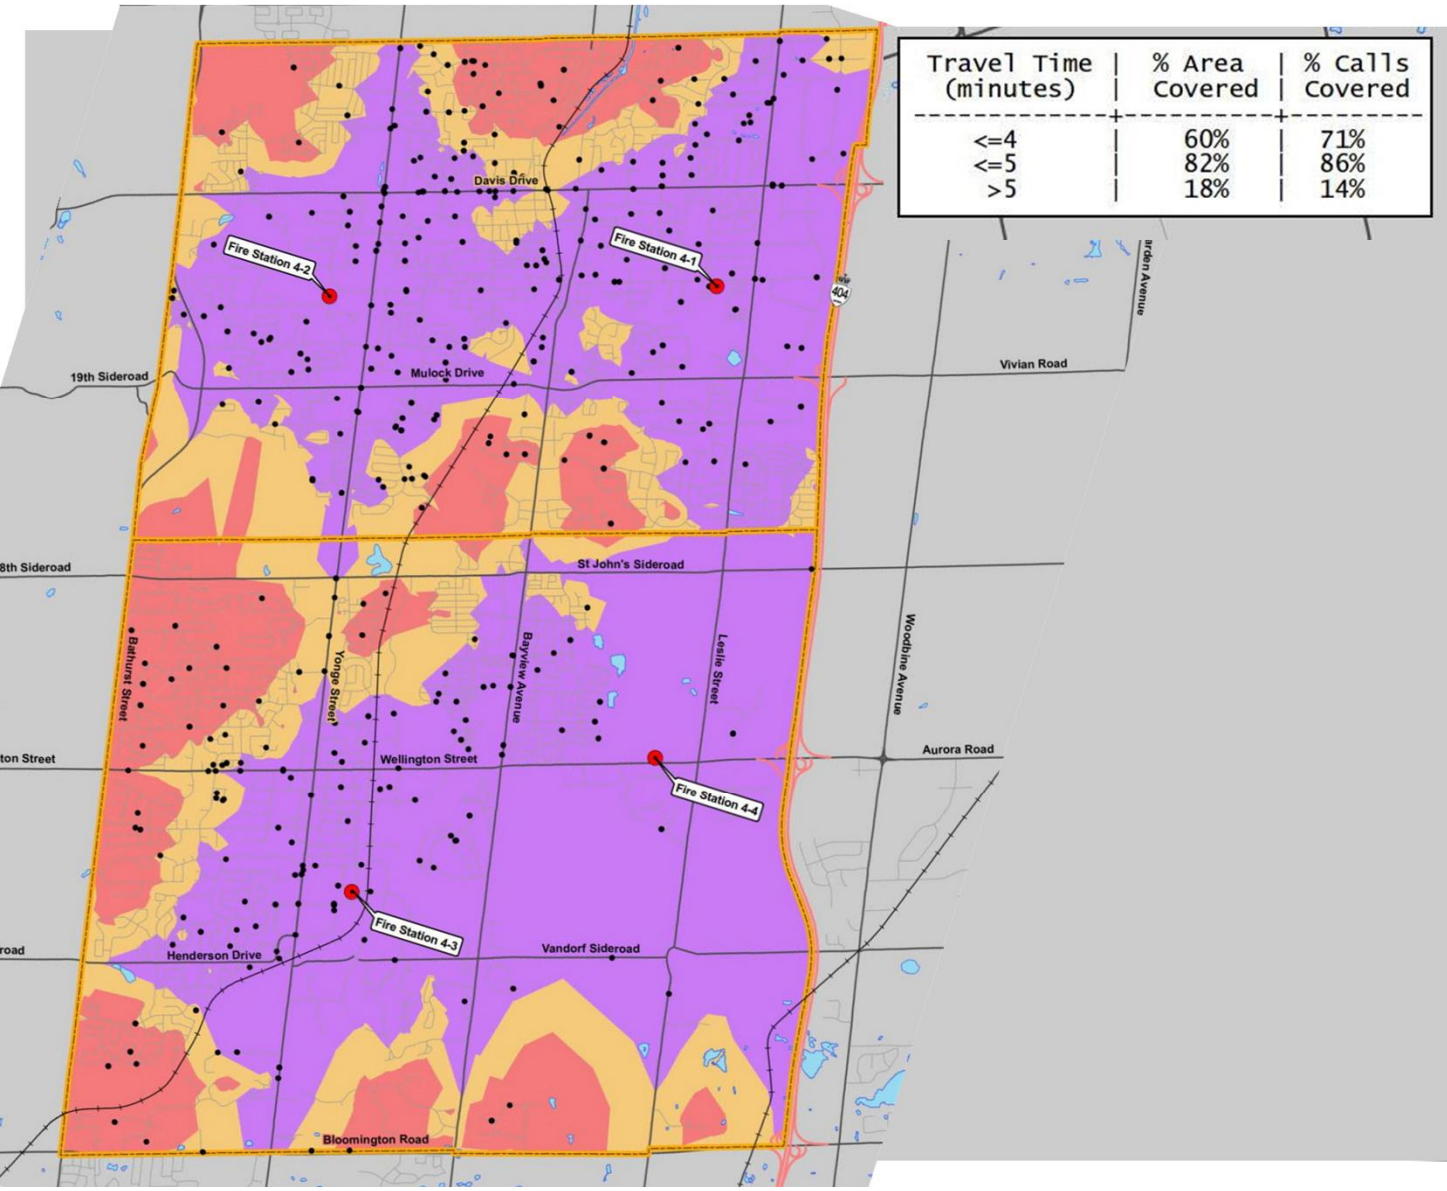 Travel Time | % Area | % Calls
(minutes) | Covered | Covered
<=4 | 60% | 71%
<=5 | 82% | 86%
>5 | 18% | 14%
Davis Drive
Fire Station 4-2
Fire Station 4-1
404
arden Avenue
19th Sideroad
Mulock Drive
Vivian Road
8th Sideroad
St John's Sideroad
Bathurst Street
Yonge Street
Bayview Avenue
Leslie Street
Woodbine Avenue
ton Street
Wellington Street
Aurora Road
Fire Station 4-4
Fire Station 4-3
road
Henderson Drive
Vandorf Sideroad
Bloomington Road